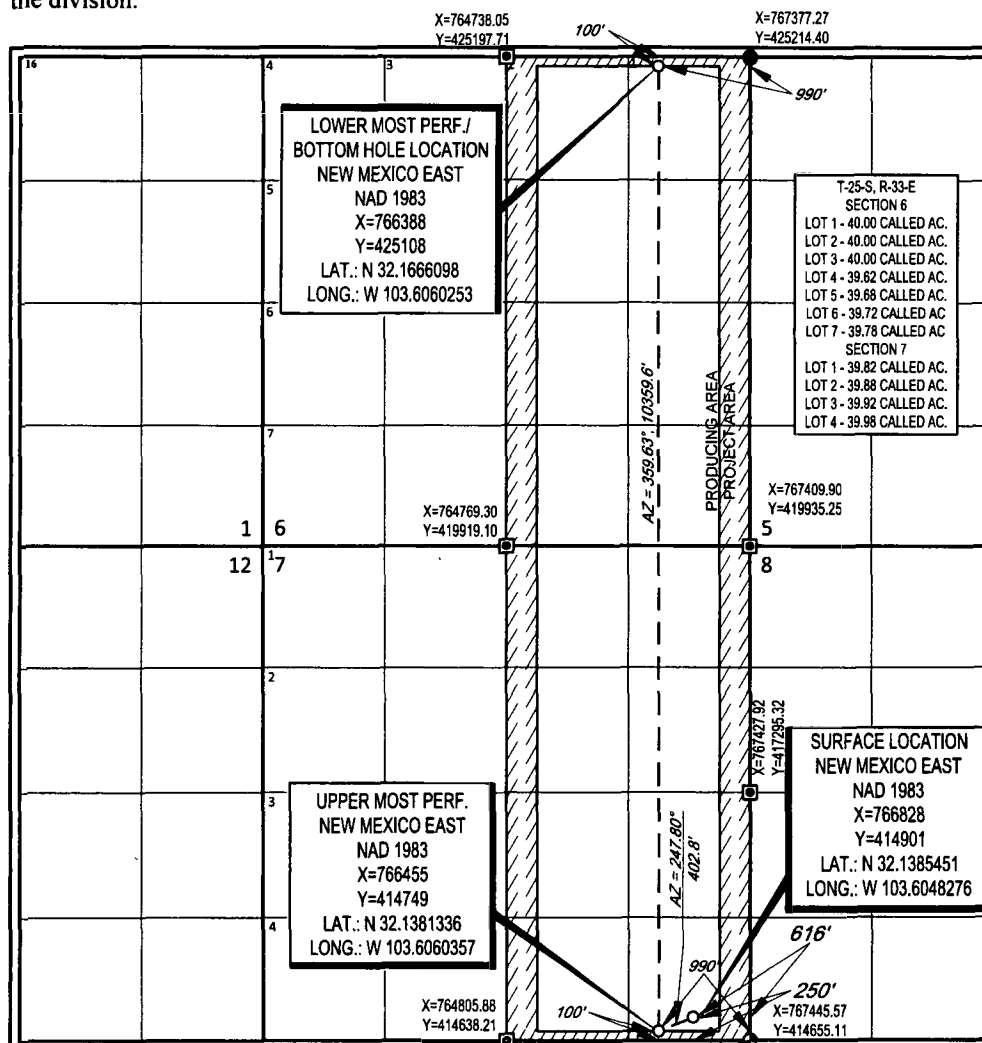 the division.
X=764738.05
Y=425197.71
100'
X=767377.27
Y=425214.40
16
4
3
990'
LOWER MOST PERF./
BOTTOM HOLE LOCATION
NEW MEXICO EAST
NAD 1983
X=766388
Y=425108
LAT.: N 32.1666098
LONG.: W 103.6060253
5
T-25-S, R-33-E
SECTION 6
LOT 1 - 40.00 CALLED AC.
LOT 2 - 40.00 CALLED AC.
LOT 3 - 40.00 CALLED AC.
LOT 4 - 39.62 CALLED AC.
LOT 5 - 39.68 CALLED AC.
LOT 6 - 39.72 CALLED AC
LOT 7 - 39.78 CALLED AC
SECTION 7
LOT 1 - 39.82 CALLED AC.
LOT 2 - 39.88 CALLED AC.
LOT 3 - 39.92 CALLED AC.
LOT 4 - 39.98 CALLED AC.
6
7
AZ = 359.63°, 10359.6'
PRODUCING AREA
PROJECT AREA
X=764769.30
Y=419919.10
X=767409.90
Y=419935.25
1 6
5
12 7
1
8
2
X=767427.92
Y=417295.32
SURFACE LOCATION
NEW MEXICO EAST
NAD 1983
X=766828
Y=414901
LAT.: N 32.1385451
LONG.: W 103.6048276
3
UPPER MOST PERF.
NEW MEXICO EAST
NAD 1983
X=766455
Y=414749
LAT.: N 32.1381336
LONG.: W 103.6060357
AZ = 247.80°
402.8'
4
616'
990'
250'
X=764805.88
Y=414638.21
100'
X=767445.57
Y=414655.11